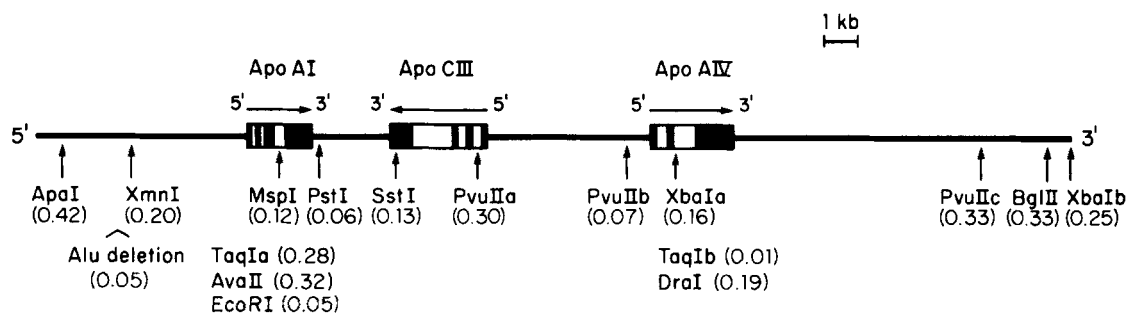 1 kb
Apo AI Apo CIII Apo AIV
5' 3' 3' 5' 5' 3'
5' 3'
ApaI XmnI MspI PstI SstI PvuIIa PvuIIb XbaIa PvuIIc BglII XbaIb
(0.42) (0.20) (0.12) (0.06) (0.13) (0.30) (0.07) (0.16) (0.33) (0.33) (0.25)
Alu deletion TaqIa (0.28) TaqIb (0.01)
(0.05) AvaII (0.32) DraI (0.19)
EcoRI (0.05)